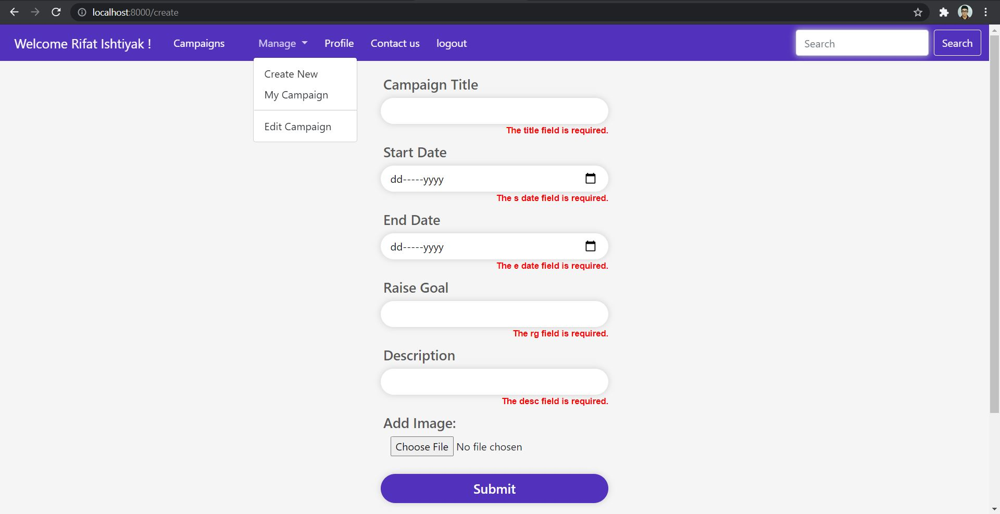 localhost:8000/create
Welcome Rifat Ishtiyak ! Campaigns Manage Profile Contact us logout Search Search
Create New
My Campaign
Edit Campaign
Campaign Title
The title field is required.
Start Date
dd-----yyyy
The s date field is required.
End Date
dd-----yyyy
The e date field is required.
Raise Goal
The rg field is required.
Description
The desc field is required.
Add Image:
Choose File No file chosen
Submit